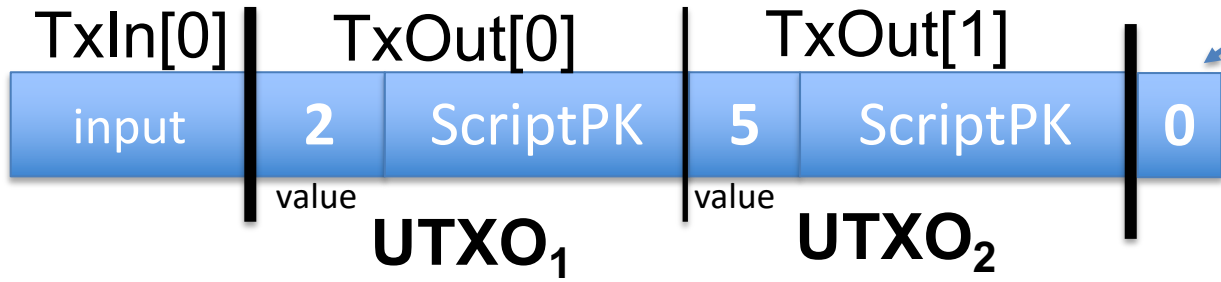 TxIn[0] TxOut[0] TxOut[1]
input 2 ScriptPK 5 ScriptPK 0
value value
UTXO₁ UTXO₂